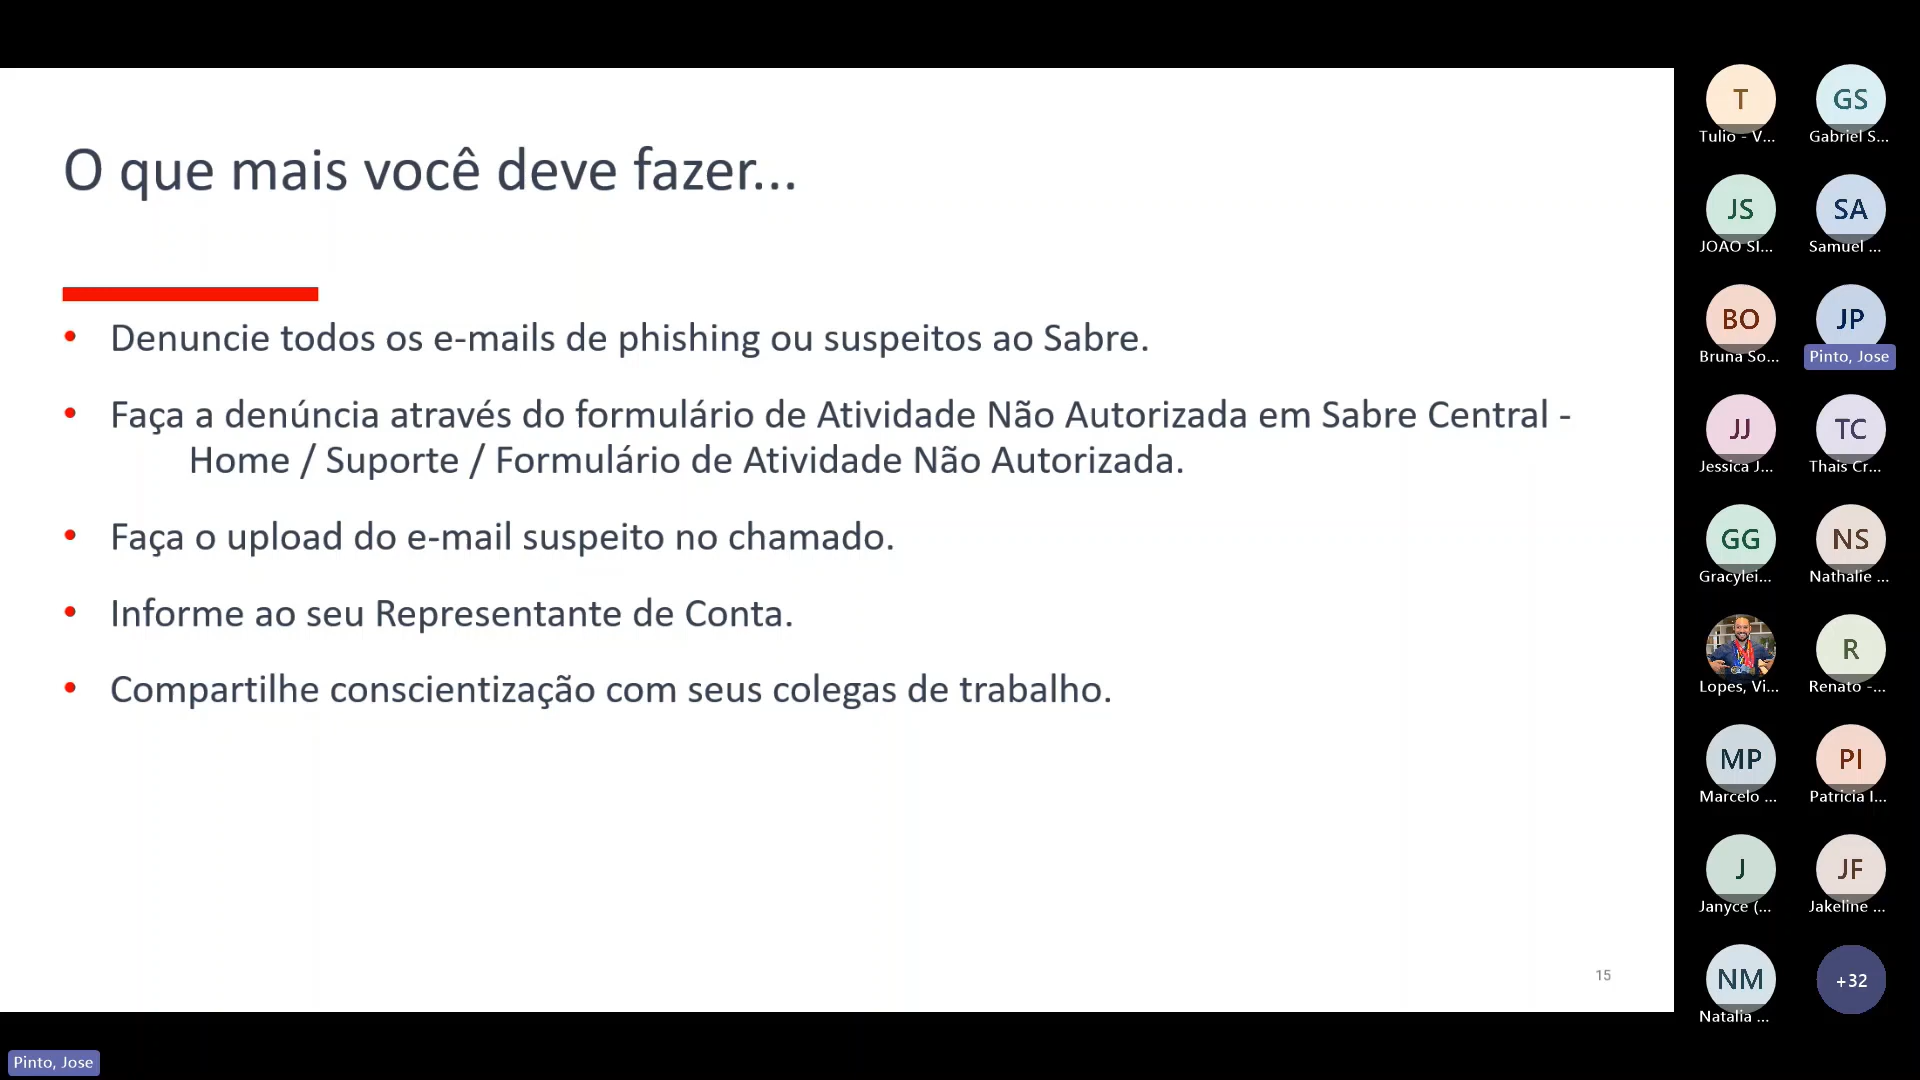 O que mais você deve fazer...
• Denuncie todos os e-mails de phishing ou suspeitos ao Sabre.
• Faça a denúncia através do formulário de Atividade Não Autorizada em Sabre Central -
Home / Suporte / Formulário de Atividade Não Autorizada.
• Faça o upload do e-mail suspeito no chamado.
• Informe ao seu Representante de Conta.
• Compartilhe conscientização com seus colegas de trabalho.
15
T
Tulio - V...
GS
Gabriel S...
JS
JOAO SI...
SA
Samuel ...
BO
Bruna So...
JP
Pinto, Jose
JJ
Jessica J...
TC
Thais Cr...
GG
Gracylei...
NS
Nathalie ...
Lopes, Vi...
R
Renato -...
MP
Marcelo ...
PI
Patricia I...
J
Janyce (...
JF
Jakeline ...
NM
Natalia ...
+32
Pinto, Jose